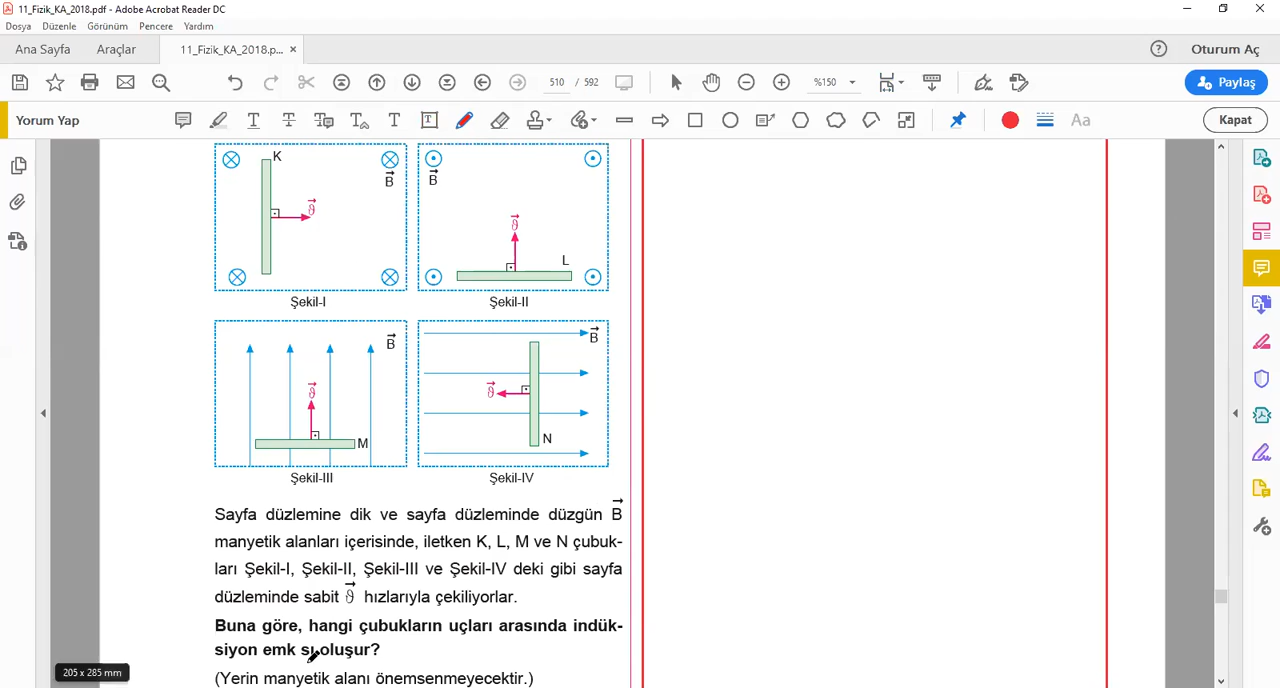 11_Fizik_KA_2018.pdf - Adobe Acrobat Reader DC
Dosya Düzenle Görünüm Pencere Yardım
Ana Sayfa Araçlar 11_Fizik_KA_2018.p... × Oturum Aç
510 / 592 %150 Paylaş
Yorum Yap Aa Kapat
K B B
ϑ ϑ
L
Şekil-I Şekil-II
B B
ϑ ϑ
M N
Şekil-III Şekil-IV
Sayfa düzlemine dik ve sayfa düzleminde düzgün B
manyetik alanları içerisinde, iletken K, L, M ve N çubuk-
ları Şekil-I, Şekil-II, Şekil-III ve Şekil-IV deki gibi sayfa
düzleminde sabit ϑ hızlarıyla çekiliyorlar.
Buna göre, hangi çubukların uçları arasında indük-
siyon emk sı oluşur?
205 x 285 mm
(Yerin manyetik alanı önemsenmeyecektir.)